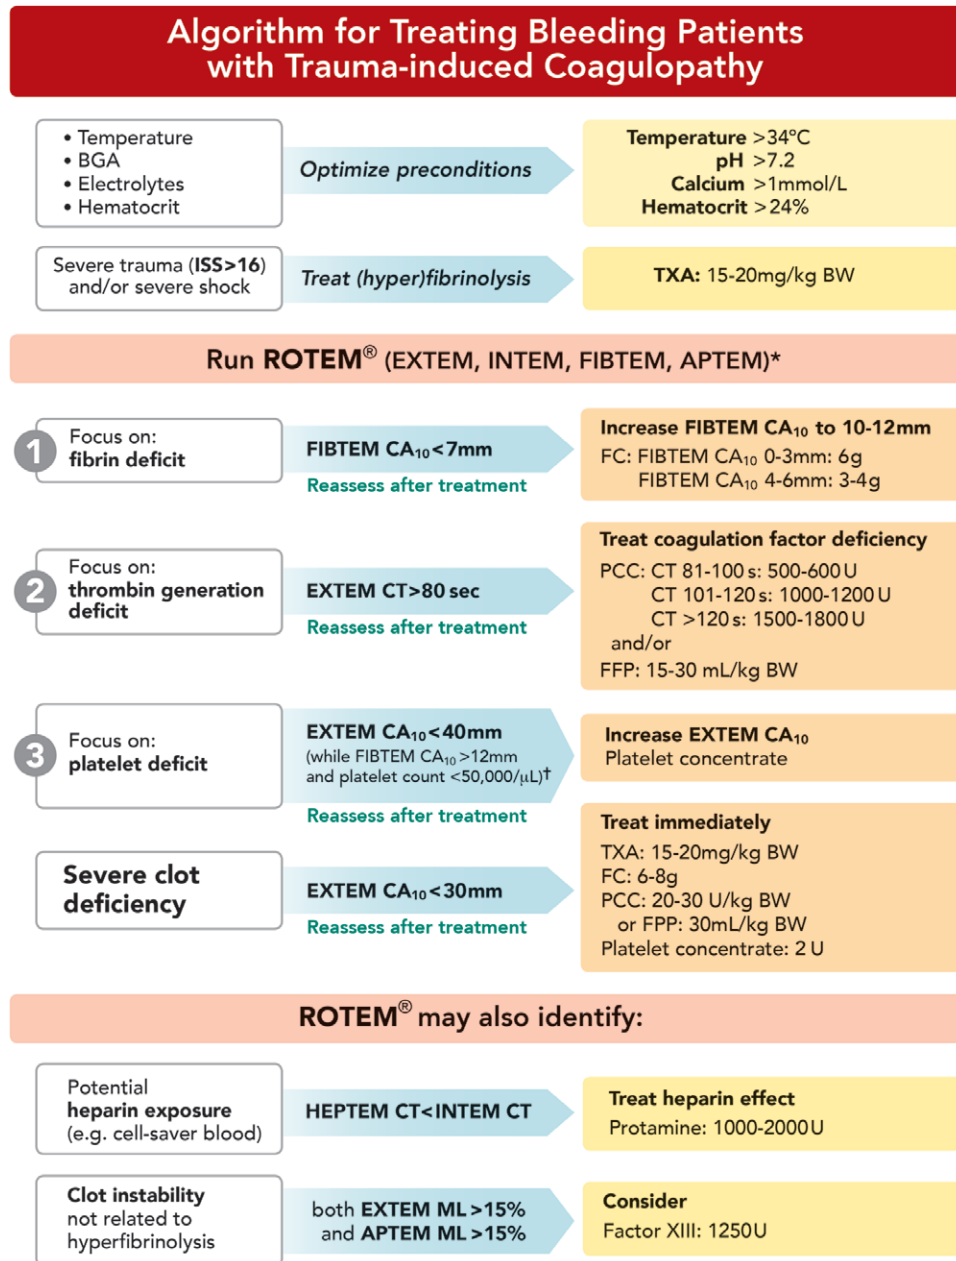 Algorithm for Treating Bleeding Patients
with Trauma-induced Coagulopathy
• Temperature
• BGA
• Electrolytes
• Hematocrit
Optimize preconditions
Temperature >34ºC
pH >7.2
Calcium >1mmol/L
Hematocrit >24%
Severe trauma (ISS>16)
and/or severe shock
Treat (hyper)fibrinolysis
TXA: 15-20mg/kg BW
Run ROTEM® (EXTEM, INTEM, FIBTEM, APTEM)*
1
Focus on:
fibrin deficit
FIBTEM CA₁₀<7mm
Reassess after treatment
Increase FIBTEM CA₁₀ to 10-12mm
FC: FIBTEM CA₁₀ 0-3mm: 6g
FIBTEM CA₁₀ 4-6mm: 3-4g
2
Focus on:
thrombin generation
deficit
EXTEM CT>80 sec
Reassess after treatment
Treat coagulation factor deficiency
PCC: CT 81-100 s: 500-600U
CT 101-120 s: 1000-1200U
CT >120s: 1500-1800U
and/or
FFP: 15-30 mL/kg BW
3
Focus on:
platelet deficit
EXTEM CA₁₀<40mm
(while FIBTEM CA₁₀>12mm
and platelet count <50,000/μL)†
Reassess after treatment
Increase EXTEM CA₁₀
Platelet concentrate
Severe clot
deficiency
EXTEM CA₁₀<30mm
Reassess after treatment
Treat immediately
TXA: 15-20mg/kg BW
FC: 6-8g
PCC: 20-30 U/kg BW
or FPP: 30mL/kg BW
Platelet concentrate: 2U
ROTEM® may also identify:
Potential
heparin exposure
(e.g. cell-saver blood)
HEPTEM CT<INTEM CT
Treat heparin effect
Protamine: 1000-2000U
Clot instability
not related to
hyperfibrinolysis
both EXTEM ML>15%
and APTEM ML>15%
Consider
Factor XIII: 1250U